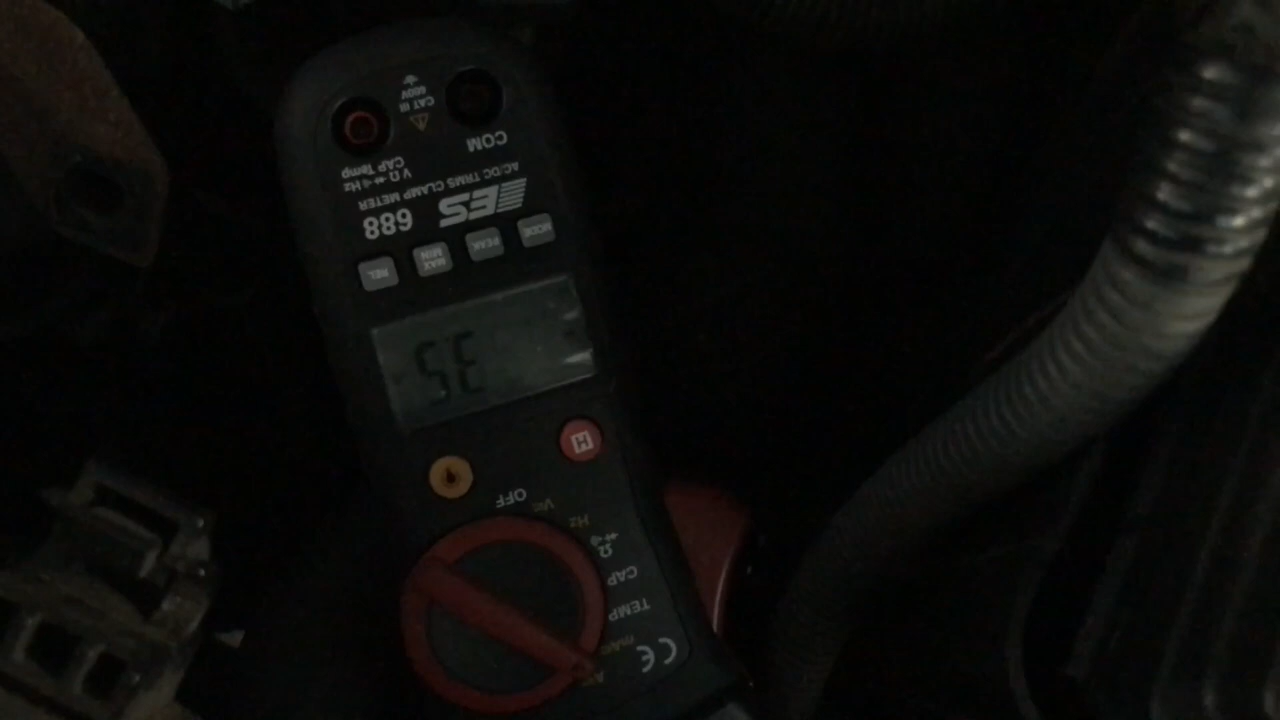 CE
TEMP
CAP
Ω
Hz
OFF
H
MODE PEAK MAX MIN REL
ES 688
AC/DC TRMS CLAMP METER
COM
V Ω Hz
CAP Temp
CAT III
600V